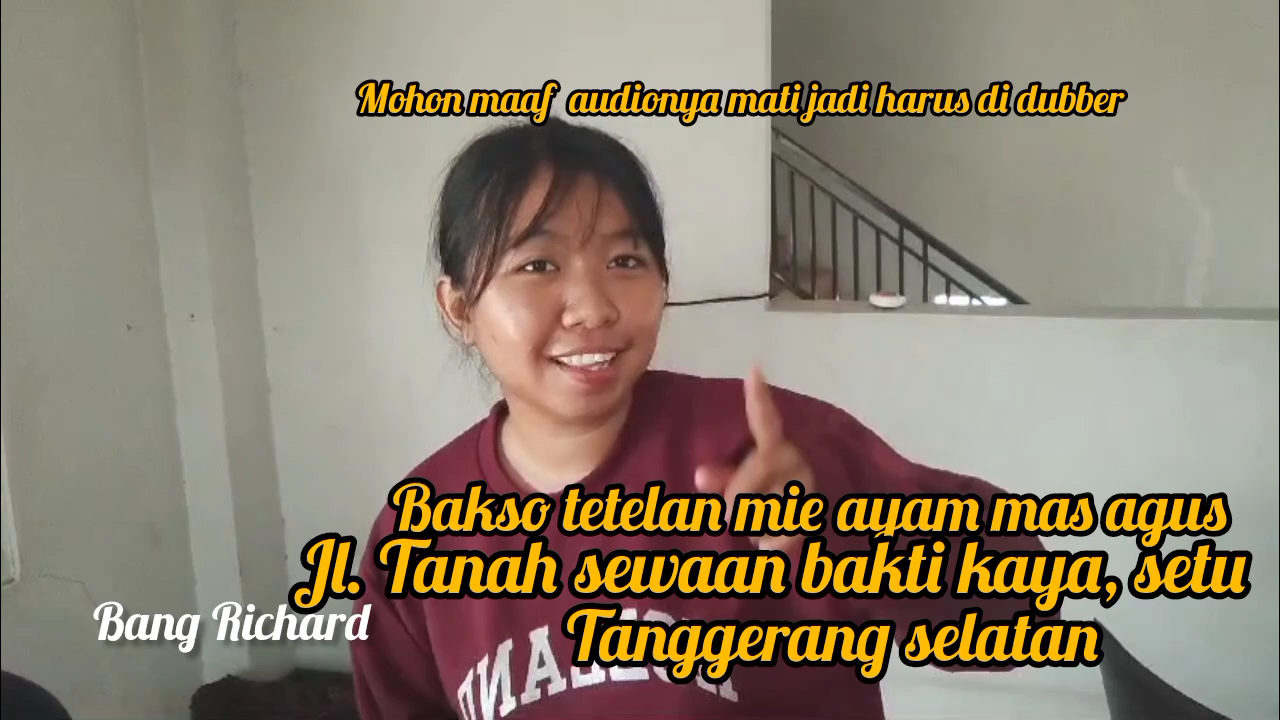 Mohon maaf audionya mati jadi harus di dubber
Bakso tetelan mie ayam mas agus
Jl. Tanah sewaan bakti kaya, setu
Tanggerang selatan
Bang Richard